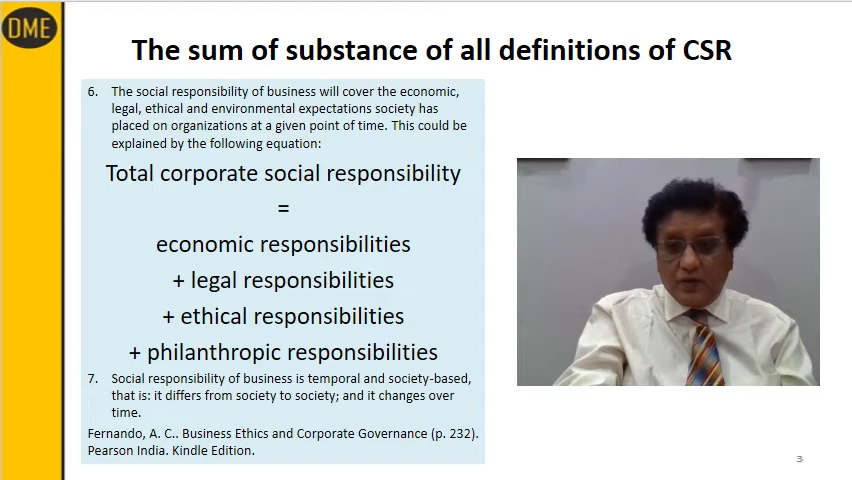 DME
The sum of substance of all definitions of CSR
6. The social responsibility of business will cover the economic,
legal, ethical and environmental expectations society has
placed on organizations at a given point of time. This could be
explained by the following equation:
Total corporate social responsibility
=
economic responsibilities
+ legal responsibilities
+ ethical responsibilities
+ philanthropic responsibilities
7. Social responsibility of business is temporal and society-based,
that is: it differs from society to society; and it changes over
time.
Fernando, A. C.. Business Ethics and Corporate Governance (p. 232).
Pearson India. Kindle Edition.
3